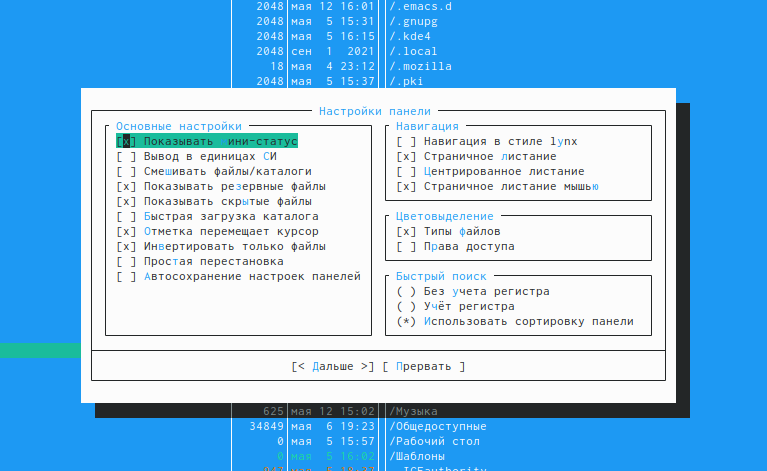 2048 мая 12 16:01 /.emacs.d
2048 мая 5 15:31 /.gnupg
2048 мая 5 16:15 /.kde4
2048 сен 1 2021 /.local
18 мая 4 23:12 /.mozilla
2048 мая 5 15:37 /.pki
Настройки панели
Основные настройки
[x] Показывать мини-статус
[ ] Вывод в единицах СИ
[ ] Смешивать файлы/каталоги
[x] Показывать резервные файлы
[x] Показывать скрытые файлы
[ ] Быстрая загрузка каталога
[x] Отметка перемещает курсор
[x] Инвертировать только файлы
[ ] Простая перестановка
[ ] Автосохранение настроек панелей
Навигация
[ ] Навигация в стиле lynx
[x] Страничное листание
[ ] Центрированное листание
[x] Страничное листание мышью
Цветовыделение
[x] Типы файлов
[ ] Права доступа
Быстрый поиск
( ) Без учета регистра
( ) Учёт регистра
(*) Использовать сортировку панели
[< Дальше >] [ Прервать ]
625 мая 12 15:02 /Музыка
34849 мая 6 19:23 /Общедоступные
0 мая 5 15:57 /Рабочий стол
0 мая 5 16:02 /Шаблоны
.ICEauthority